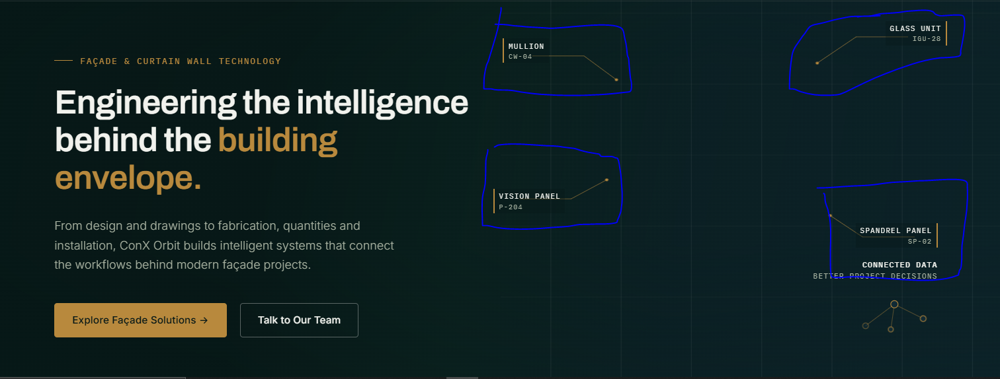 FAÇADE & CURTAIN WALL TECHNOLOGY
Engineering the intelligence
behind the building
envelope.
From design and drawings to fabrication, quantities and
installation, ConX Orbit builds intelligent systems that connect
the workflows behind modern façade projects.
Explore Façade Solutions →
Talk to Our Team
MULLION
CW-04
GLASS UNIT
IGU-28
VISION PANEL
P-204
SPANDREL PANEL
SP-02
CONNECTED DATA
BETTER PROJECT DECISIONS